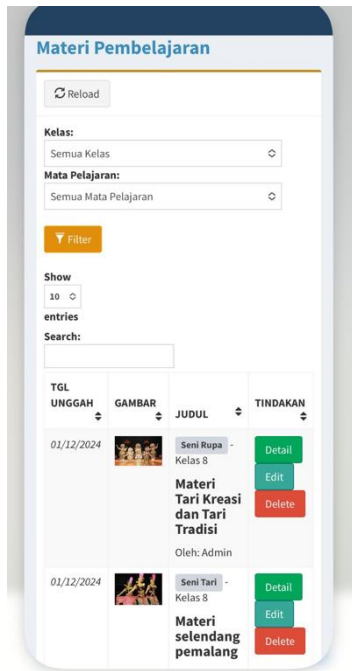 Materi Pembelajaran
Reload
Kelas:
Semua Kelas
Mata Pelajaran:
Semua Mata Pelajaran
Filter
Show
10
entries
Search:
TGL
UNGGAH
GAMBAR
JUDUL
TINDAKAN
01/12/2024
Seni Rupa -
Kelas 8
Materi
Tari Kreasi
dan Tari
Tradisi
Oleh: Admin
Detail
Edit
Delete
01/12/2024
Seni Tari -
Kelas 8
Materi
selendang
pemalang
Detail
Edit
Delete